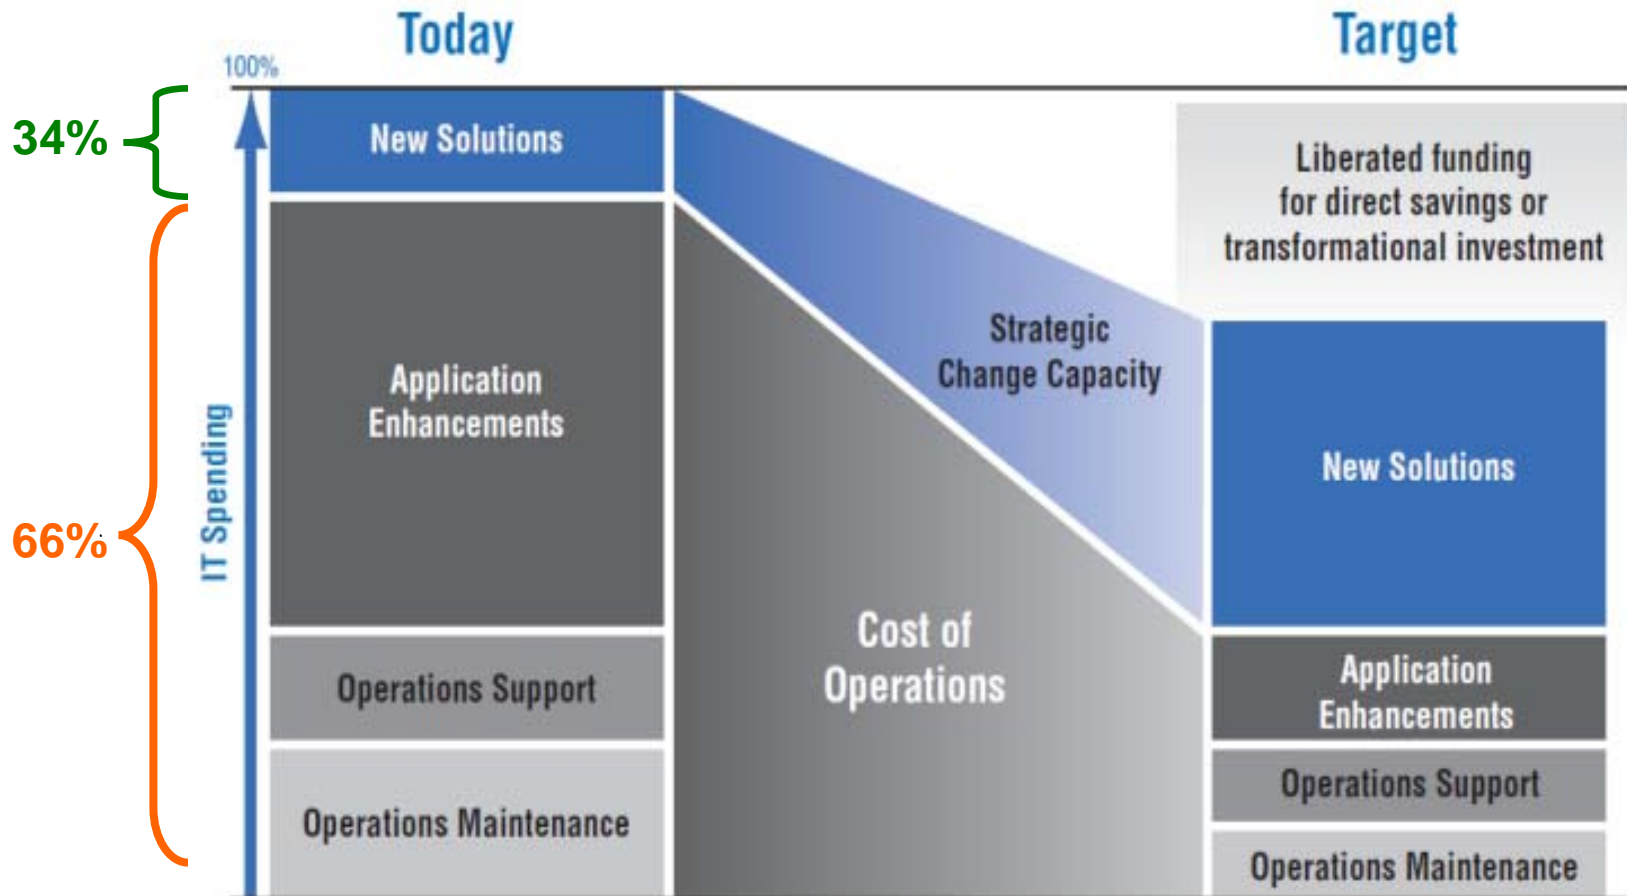 Today
Target
100%
34%
66%
IT Spending
New Solutions
Application
Enhancements
Operations Support
Operations Maintenance
Strategic
Change Capacity
Cost of
Operations
Liberated funding
for direct savings or
transformational investment
New Solutions
Application
Enhancements
Operations Support
Operations Maintenance